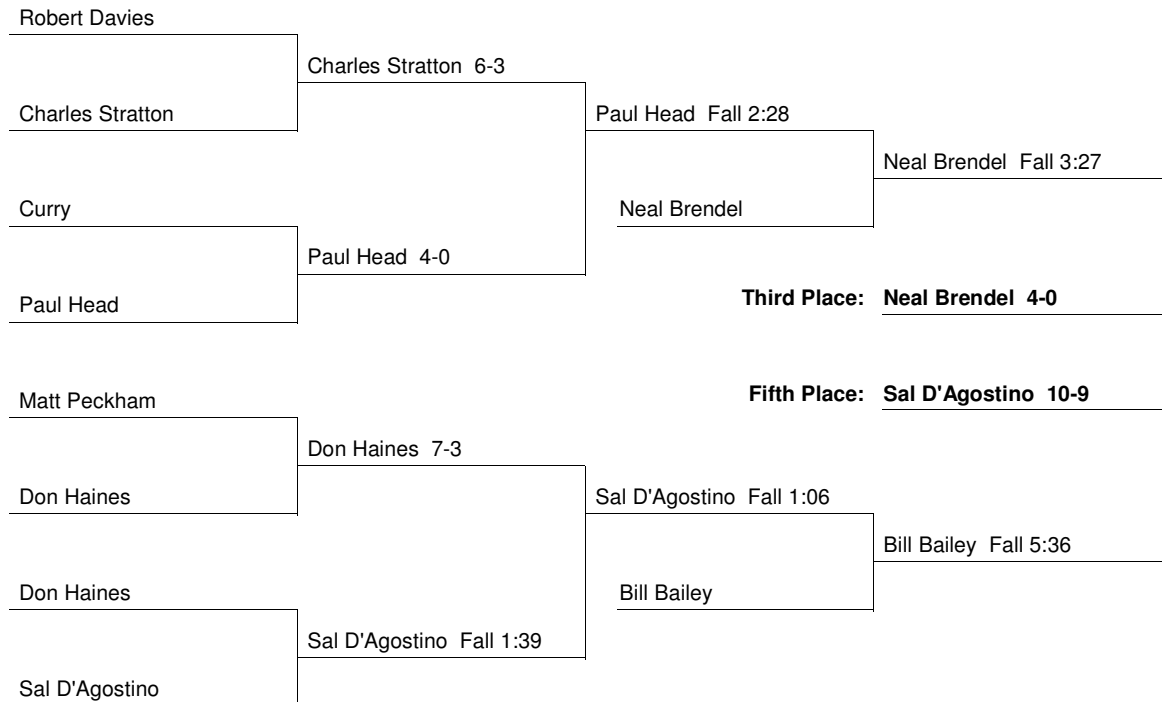 Robert Davies
Charles Stratton 6-3
Charles Stratton
Paul Head Fall 2:28
Neal Brendel Fall 3:27
Curry
Neal Brendel
Paul Head 4-0
Paul Head
Third Place: Neal Brendel 4-0
Matt Peckham
Fifth Place: Sal D'Agostino 10-9
Don Haines 7-3
Don Haines
Sal D'Agostino Fall 1:06
Bill Bailey Fall 5:36
Don Haines
Bill Bailey
Sal D'Agostino Fall 1:39
Sal D'Agostino